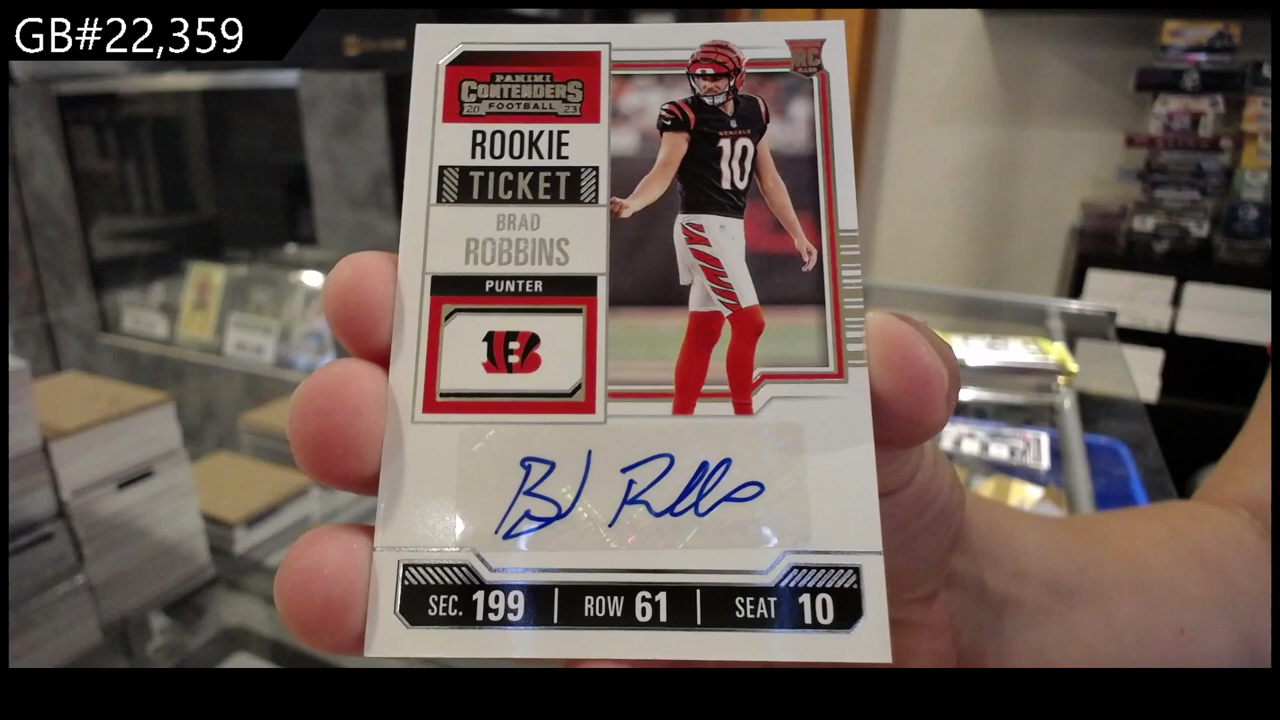 GB#22,359
PANINI
CONTENDERS
20 FOOTBALL 23
ROOKIE
TICKET
BRAD
ROBBINS
PUNTER
B
RC
BENGALS
10
SEC. 199 | ROW 61 | SEAT 10